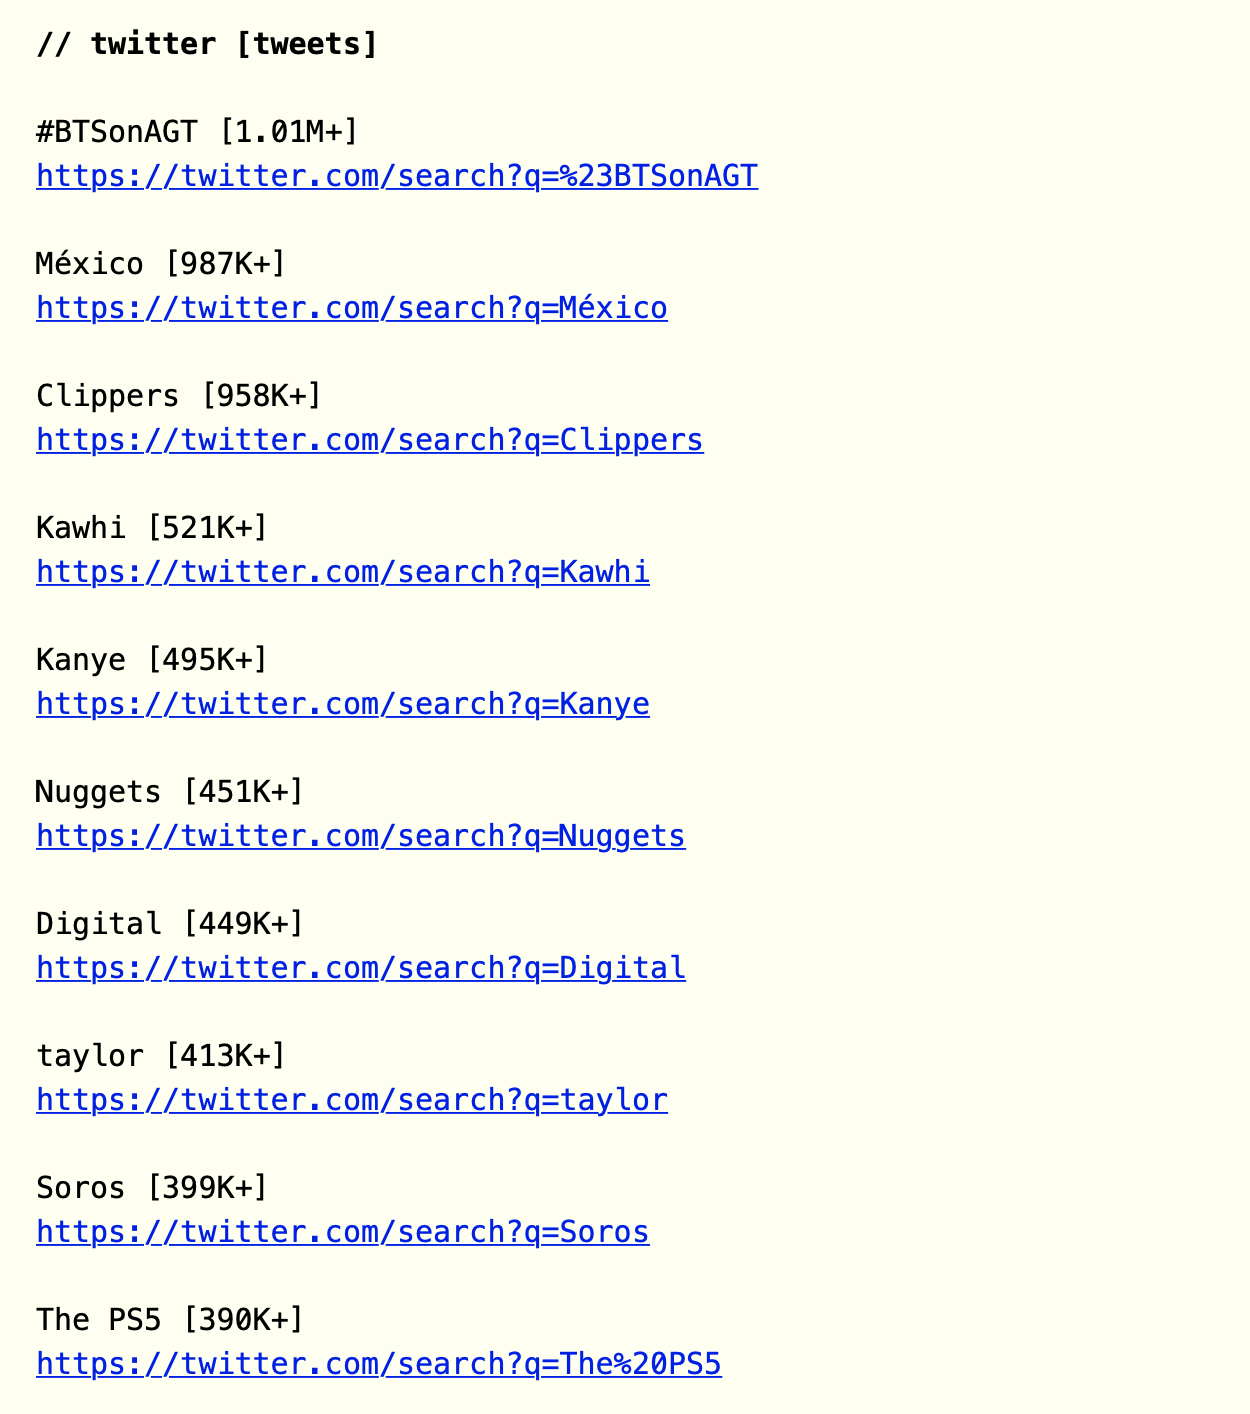 // twitter [tweets]
#BTSonAGT [1.01M+]
https://twitter.com/search?q=%23BTSonAGT
México [987K+]
https://twitter.com/search?q=México
Clippers [958K+]
https://twitter.com/search?q=Clippers
Kawhi [521K+]
https://twitter.com/search?q=Kawhi
Kanye [495K+]
https://twitter.com/search?q=Kanye
Nuggets [451K+]
https://twitter.com/search?q=Nuggets
Digital [449K+]
https://twitter.com/search?q=Digital
taylor [413K+]
https://twitter.com/search?q=taylor
Soros [399K+]
https://twitter.com/search?q=Soros
The PS5 [390K+]
https://twitter.com/search?q=The%20PS5